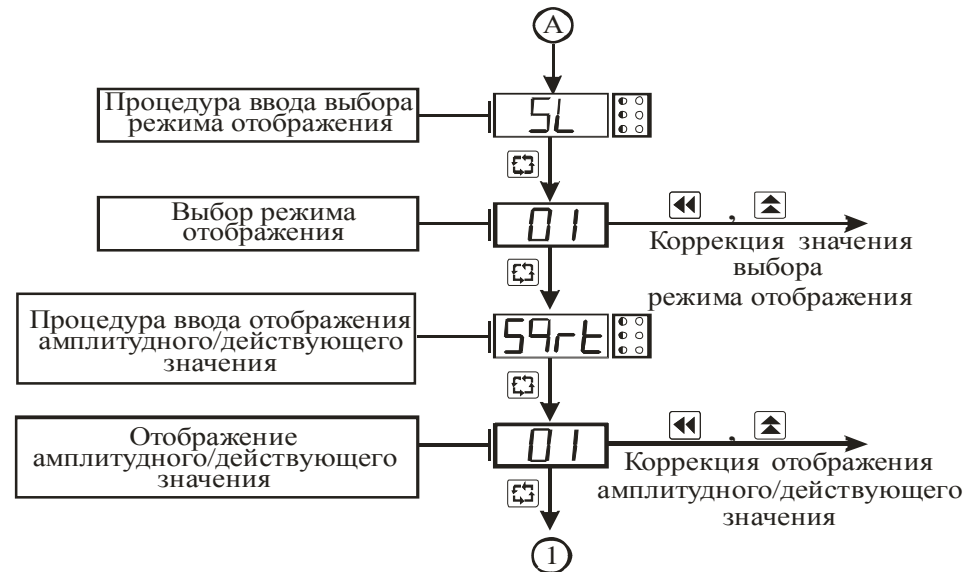 А
Процедура ввода выбора
режима отображения
SL
Выбор режима
отображения
01
,
Коррекция значения
выбора
режима отображения
Процедура ввода отображения
амплитудного/действующего
значения
Sqrt
Отображение
амплитудного/действующего
значения
01
,
Коррекция отображения
амплитудного/действующего
значения
1